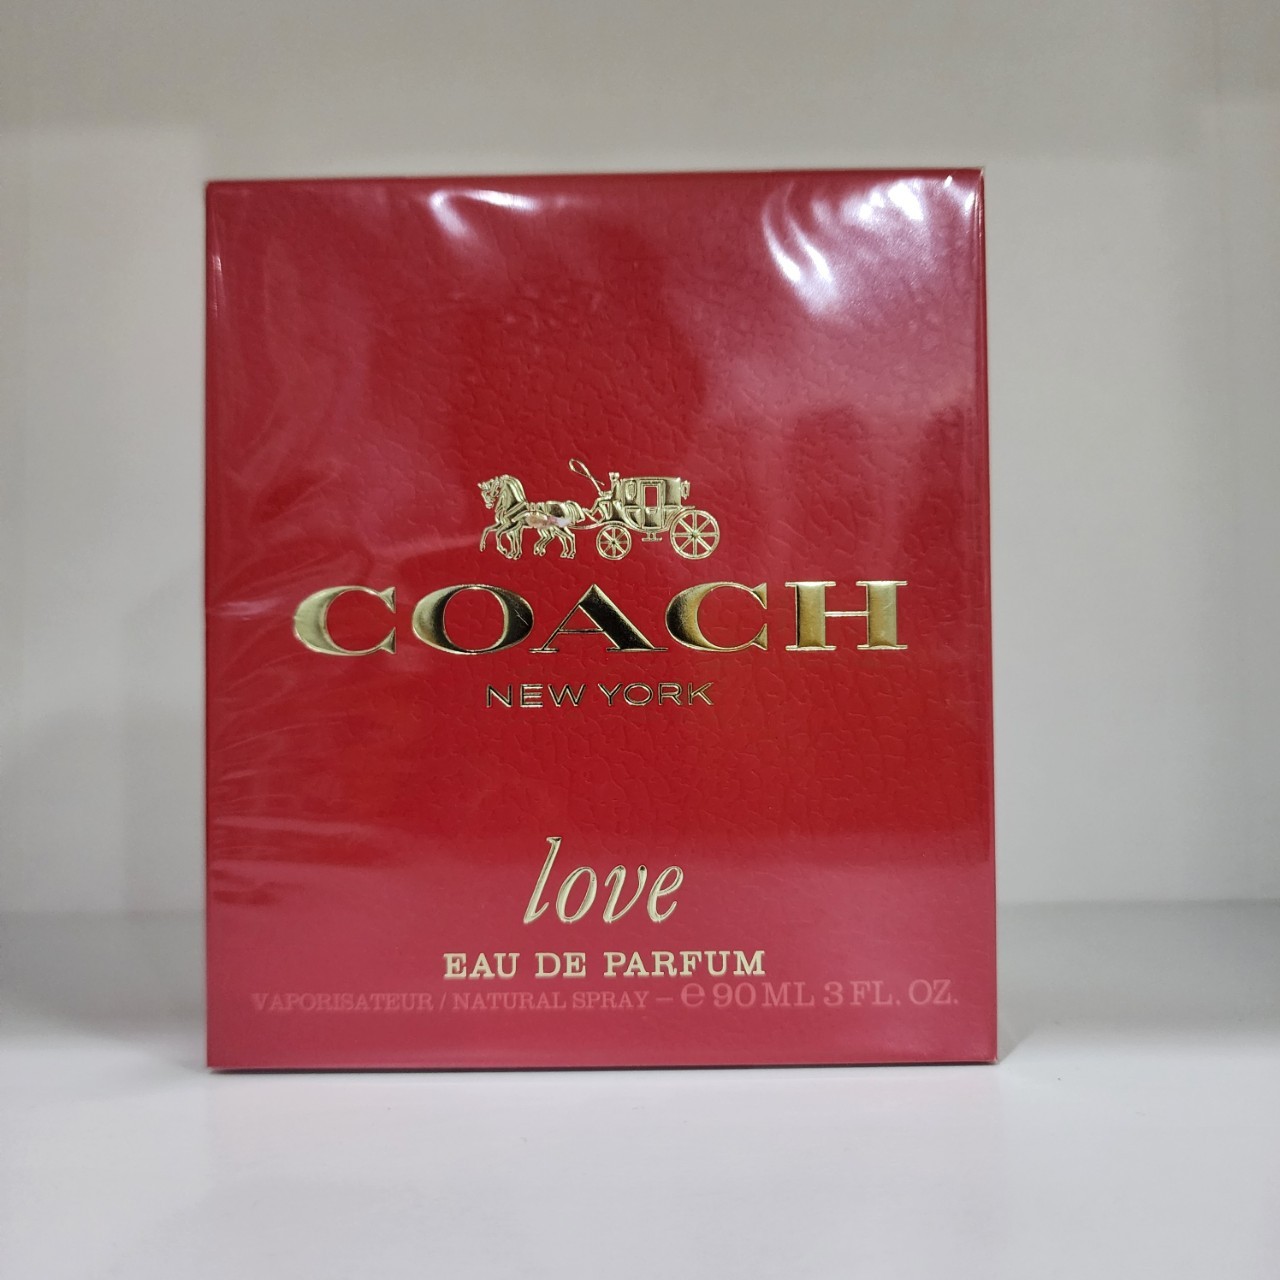 COACH
NEW YORK
love
EAU DE PARFUM
VAPORISATEUR / NATURAL SPRAY – ℮ 90 ML 3 FL. OZ.